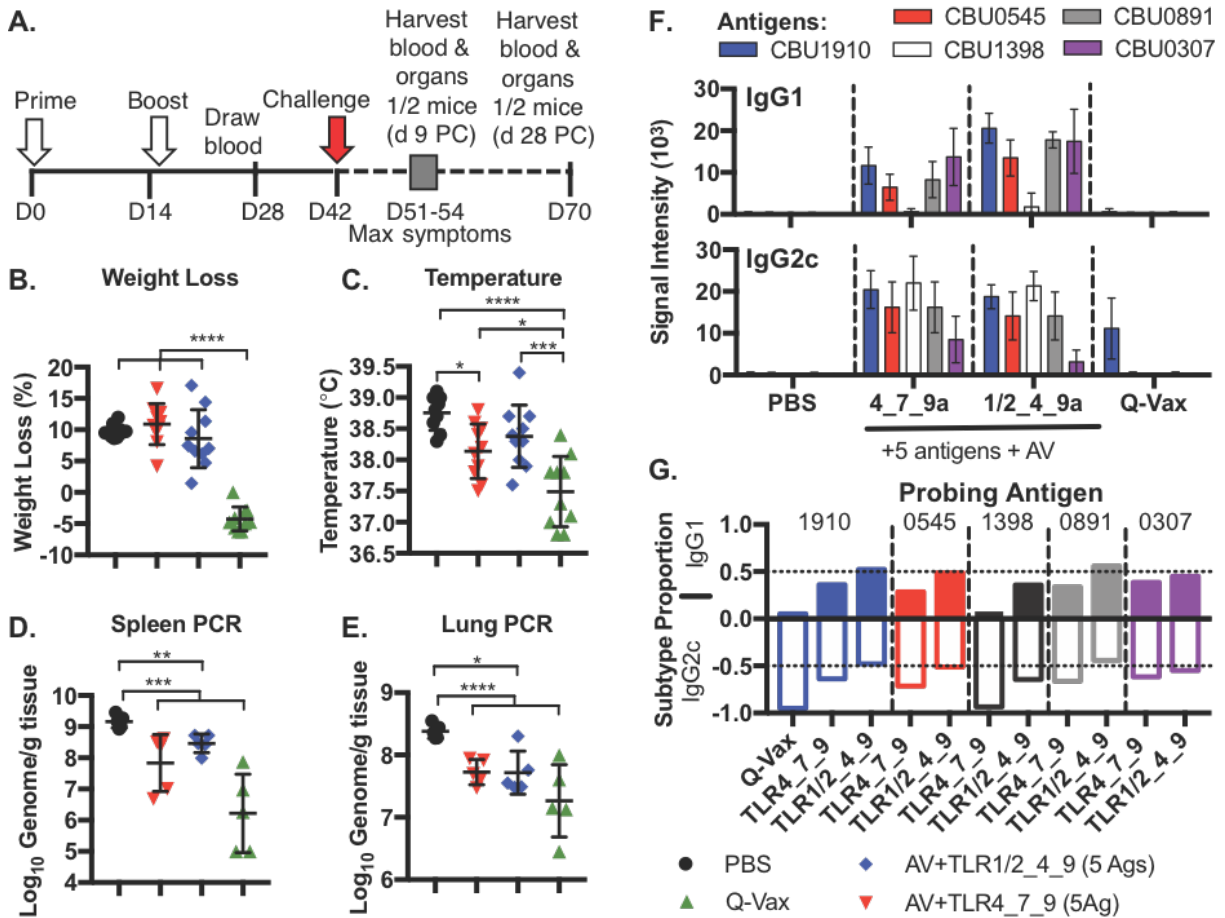 A.
Prime
Boost
Draw
blood
Challenge
Harvest
blood &
organs
1/2 mice
(d 9 PC)
Harvest
blood &
organs
1/2 mice
(d 28 PC)
D0
D14
D28
D42
D51-54
D70
Max symptoms
B.
Weight Loss
****
Weight Loss (%)
20
15
10
5
0
-5
-10
C.
Temperature
****
*
*
***
Temperature (°C)
39.5
39.0
38.5
38.0
37.5
37.0
36.5
D.
Spleen PCR
**
***
Log10 Genome/g tissue
10
9
8
7
6
5
4
E.
Lung PCR
*
****
Log10 Genome/g tissue
9
8
7
6
F.
Antigens:
CBU1910
CBU0545
CBU1398
CBU0891
CBU0307
Signal Intensity (10³)
IgG1
30
20
10
0
IgG2c
30
20
10
0
PBS
4_7_9a
1/2_4_9a
Q-Vax
+5 antigens + AV
G.
Probing Antigen
1910
0545
1398
0891
0307
Subtype Proportion
IgG2c
IgG1
1.0
0.5
0.0
-0.5
-1.0
Q-Vax
TLR4_7_9
TLR1/2_4_9
TLR4_7_9
TLR1/2_4_9
TLR4_7_9
TLR1/2_4_9
TLR4_7_9
TLR1/2_4_9
TLR4_7_9
TLR1/2_4_9
PBS
Q-Vax
AV+TLR1/2_4_9 (5 Ags)
AV+TLR4_7_9 (5Ag)